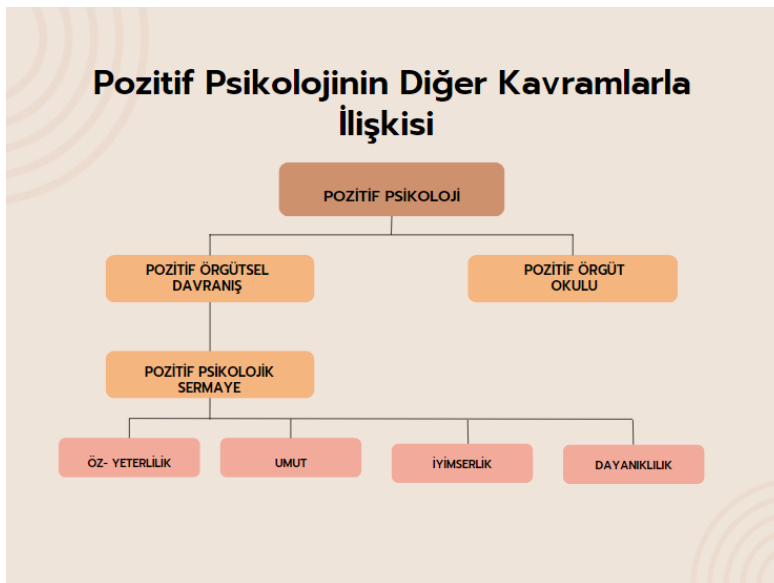 Pozitif Psikolojinin Diğer Kavramlarla
İlişkisi
POZİTİF PSİKOLOJİ
POZİTİF ÖRGÜTSEL
DAVRANIŞ
POZİTİF ÖRGÜT
OKULU
POZİTİF PSİKOLOJİK
SERMAYE
ÖZ- YETERLİLİK
UMUT
İYİMSERLİK
DAYANIKLILIK